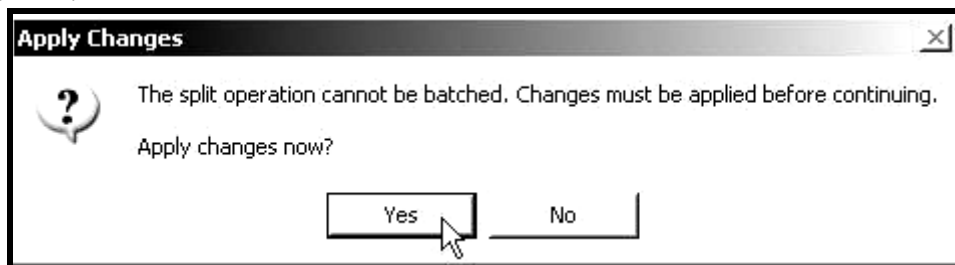 Apply Changes
The split operation cannot be batched. Changes must be applied before continuing.
Apply changes now?
Yes No